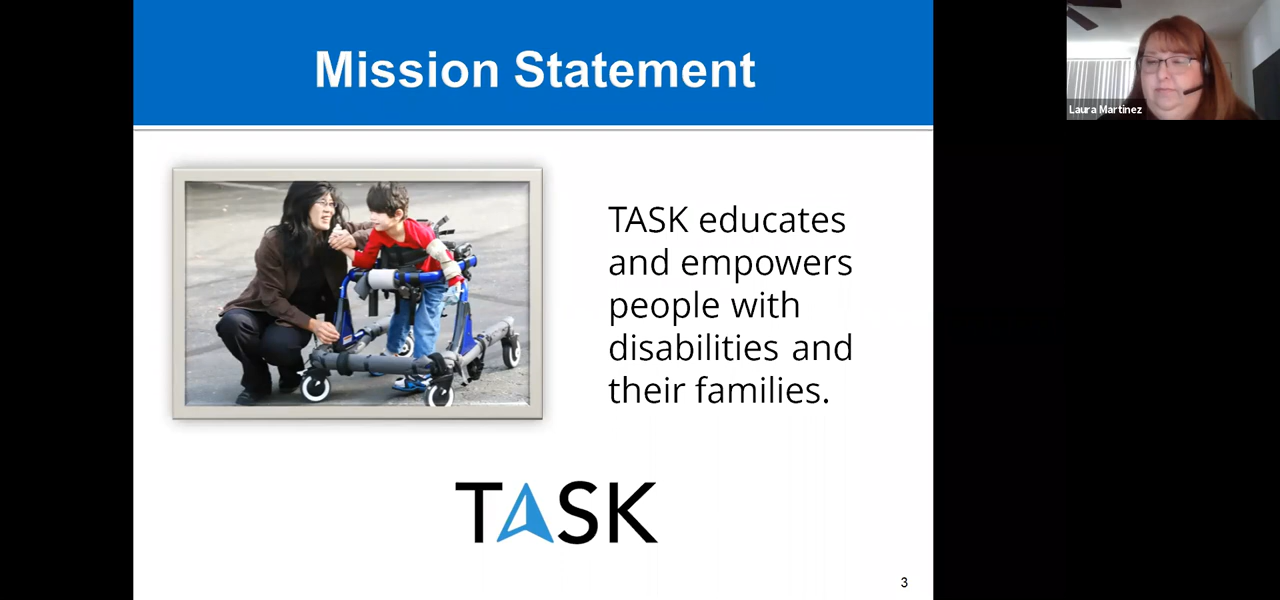 Mission Statement
Laura Martinez
TASK educates
and empowers
people with
disabilities and
their families.
TASK
3